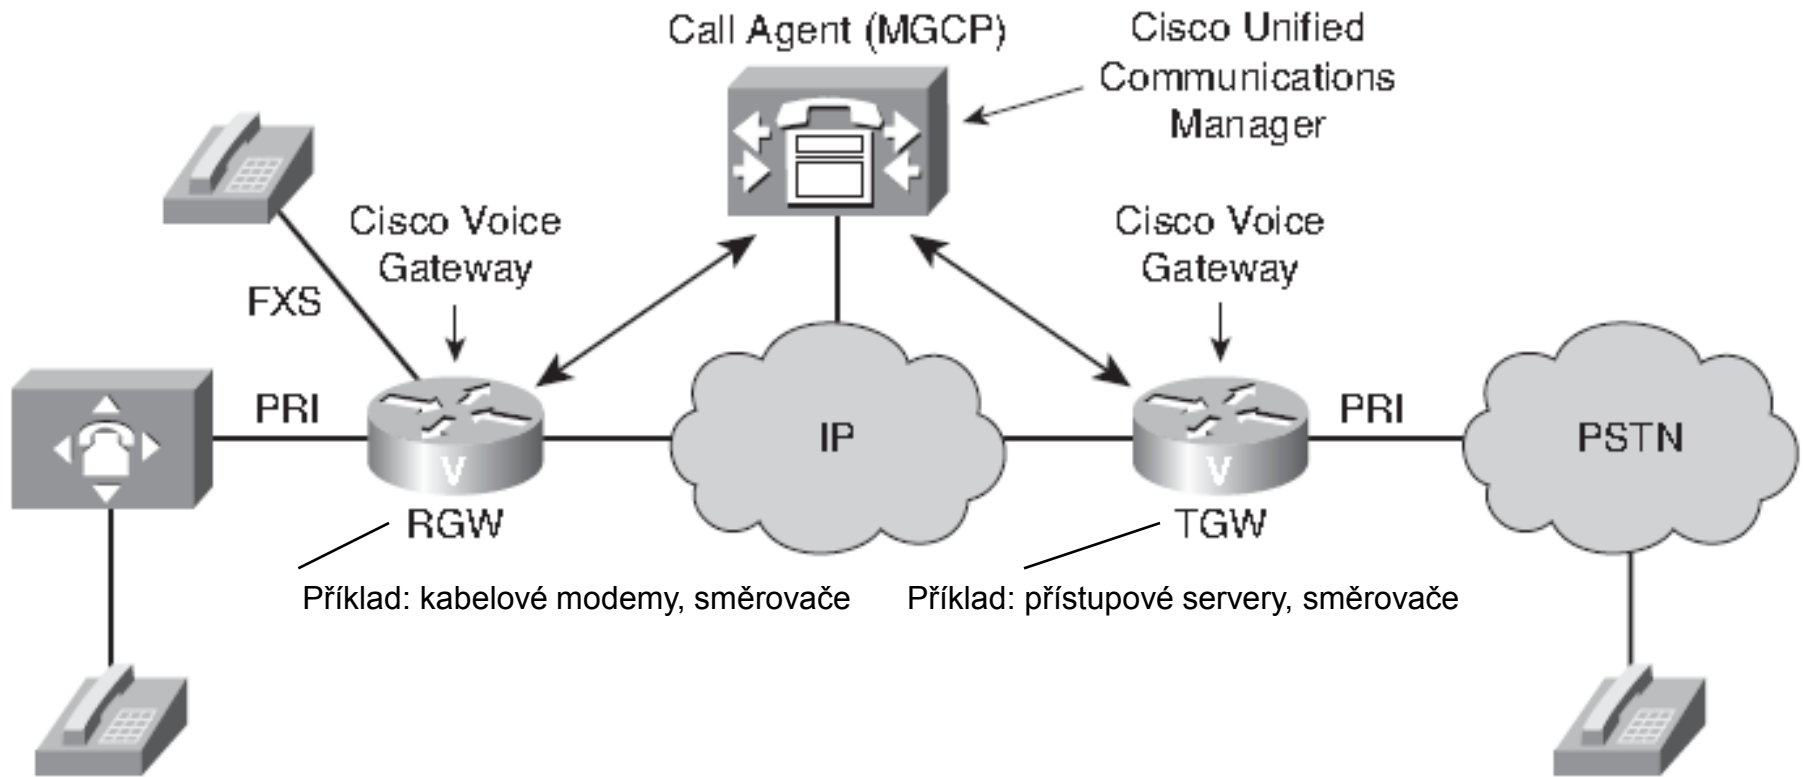 Call Agent (MGCP)
Cisco Unified
Communications
Manager
Cisco Voice
Gateway
Cisco Voice
Gateway
FXS
PRI
IP
PRI
PSTN
V
V
RGW
TGW
Příklad: kabelové modemy, směrovače
Příklad: přístupové servery, směrovače